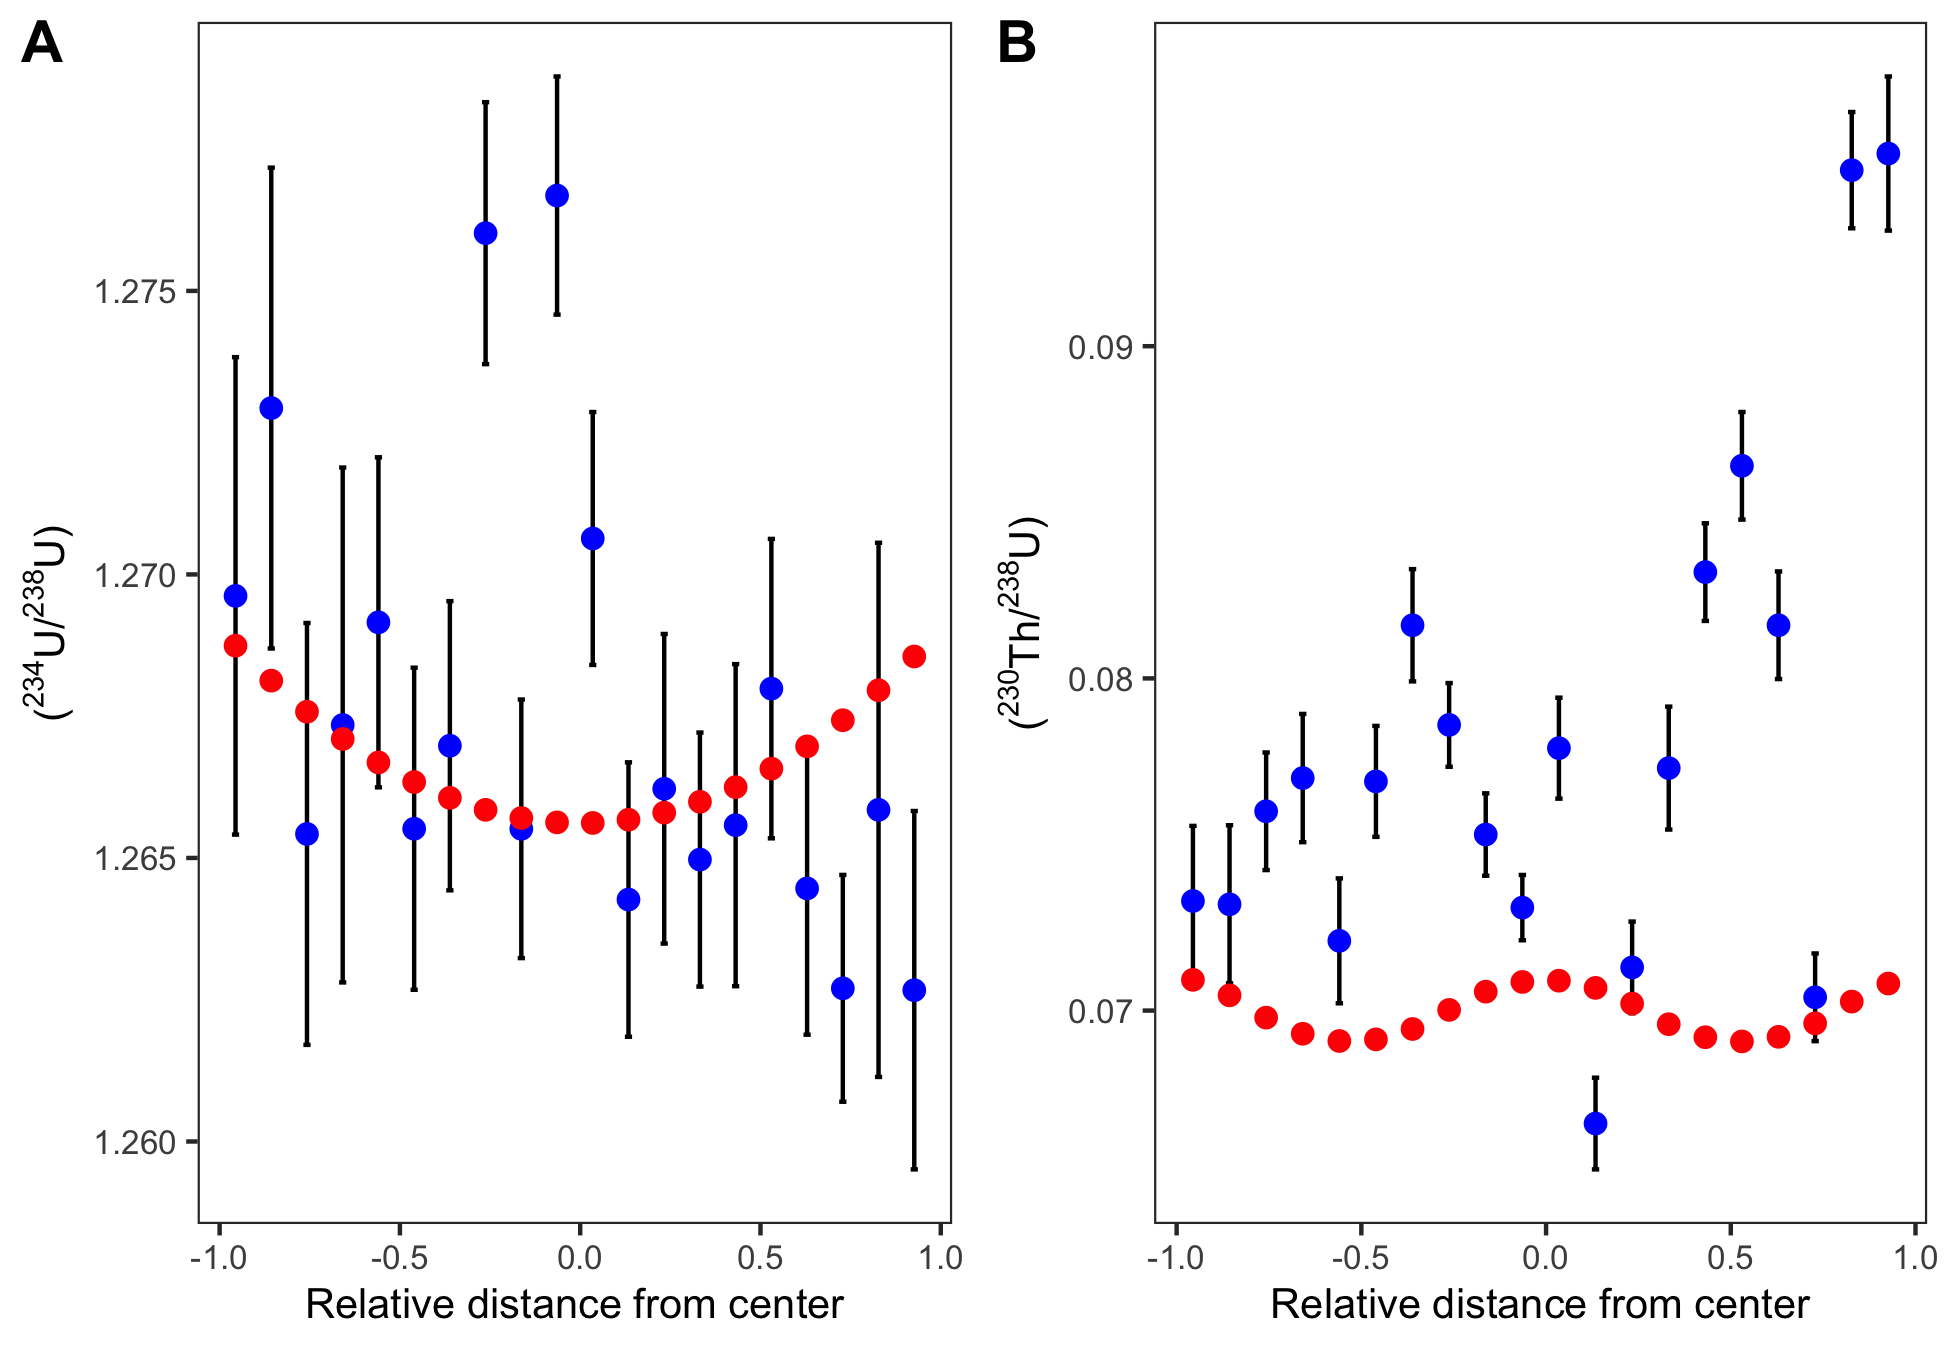 A
B
(²³⁴U/²³⁸U)
1.275
1.270
1.265
1.260
-1.0 -0.5 0.0 0.5 1.0
Relative distance from center
(²³⁰Th/²³⁸U)
0.09
0.08
0.07
-1.0 -0.5 0.0 0.5 1.0
Relative distance from center